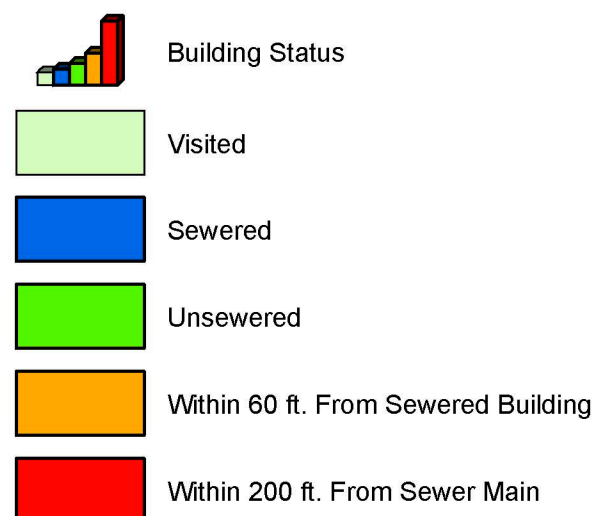 Building Status
Visited
Sewered
Unsewered
Within 60 ft. From Sewered Building
Within 200 ft. From Sewer Main